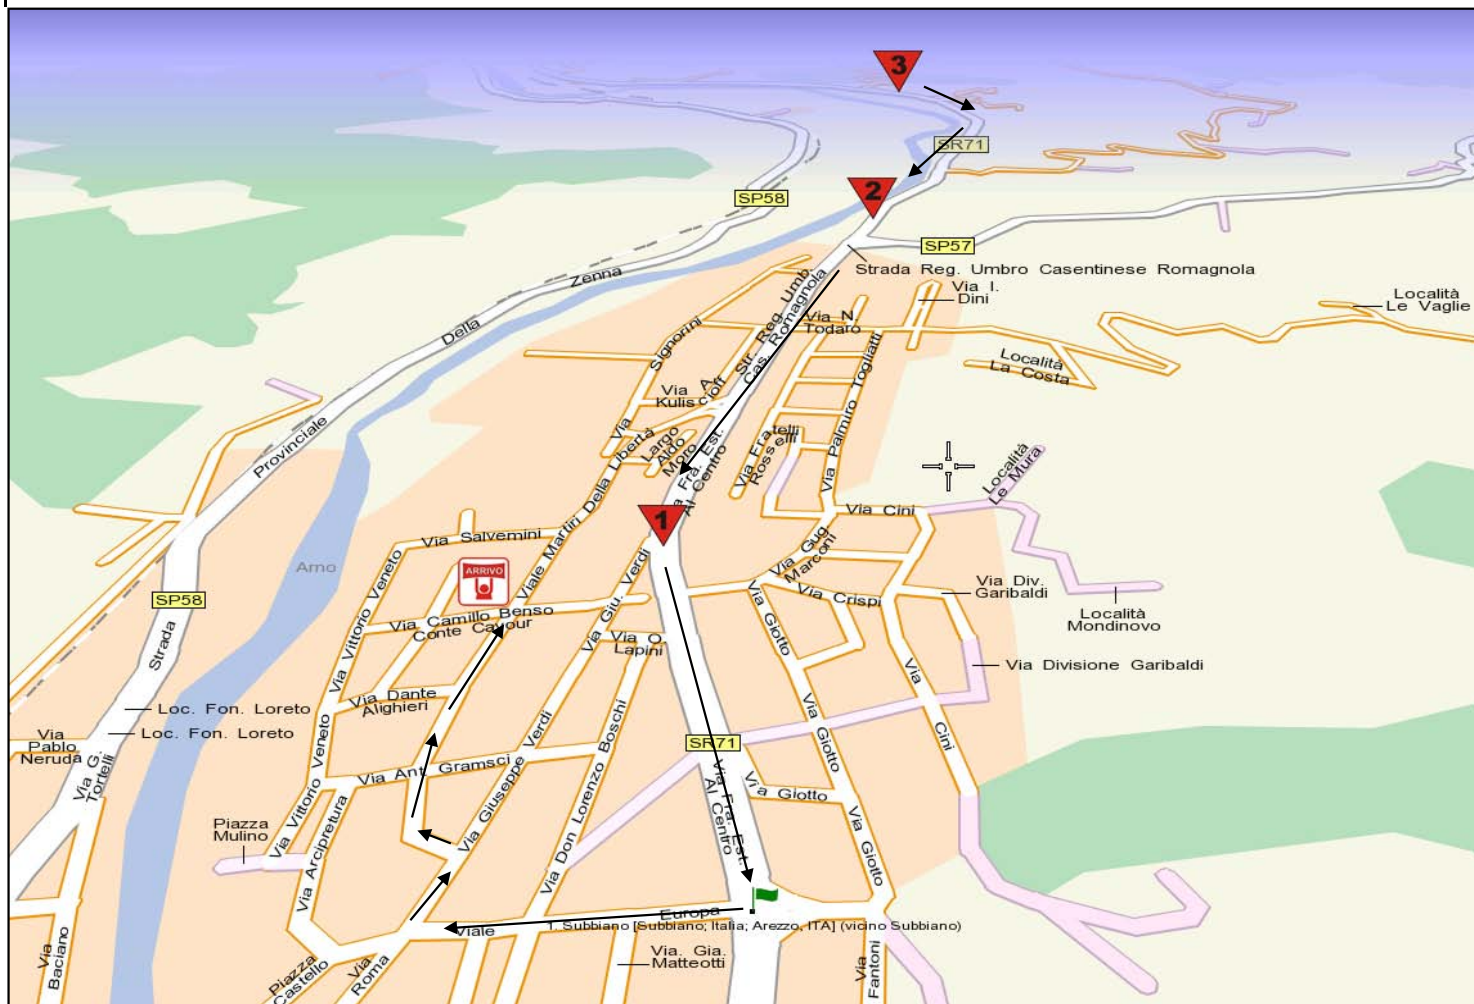 3
SR71
2
SP58
SP57
Strada Reg. Umbro Casentinese Romagnola
Via I.
Dini
Località
Le Vaglie
Zenna
Della
Provinciale
Strada
Str. Reg. Umb.
Cas. Romagnola
Via N.
Todaro
Località
La Costa
Signorini
Via
Via A.
Kuliscioff
Largo
Aldo
Moro
Via Fratelli
Rosselli
Via Palmiro Togliatti
Località
Le Mura
Fra. Est.
Al Centro
1
Via Cini
Via Salvemini
Viale Martiri Della Libertà
Arno
ARRIVO
Via Gug.
Marconi
Via Crispi
Via Div.
Garibaldi
Località
Mondinovo
SP58
Via Vittorio Veneto
Via Camillo Benso
Conte Cavour
Via Giu. Verdi
Via O.
Lapini
Via Giotto
Via Divisione Garibaldi
Via Dante
Alighieri
Loc. Fon. Loreto
Loc. Fon. Loreto
Via
Pablo
Neruda
Via G.
Tortelli
Via Vittorio Veneto
Via Ant. Gramsci
Via Giuseppe Verdi
Via Don Lorenzo Boschi
SR71
Via Fra. Est.
Al Centro
Via Giotto
Via Giotto
Via Giotto
Via Cini
Piazza
Mulino
Via Arcipretura
Viale Europa
1. Subbiano [Subbiano; Italia; Arezzo, ITA] (vicino Subbiano)
Via
Baciano
Piazza
Castello
Via
Roma
Via. Gia.
Matteotti
Via
Fantoni